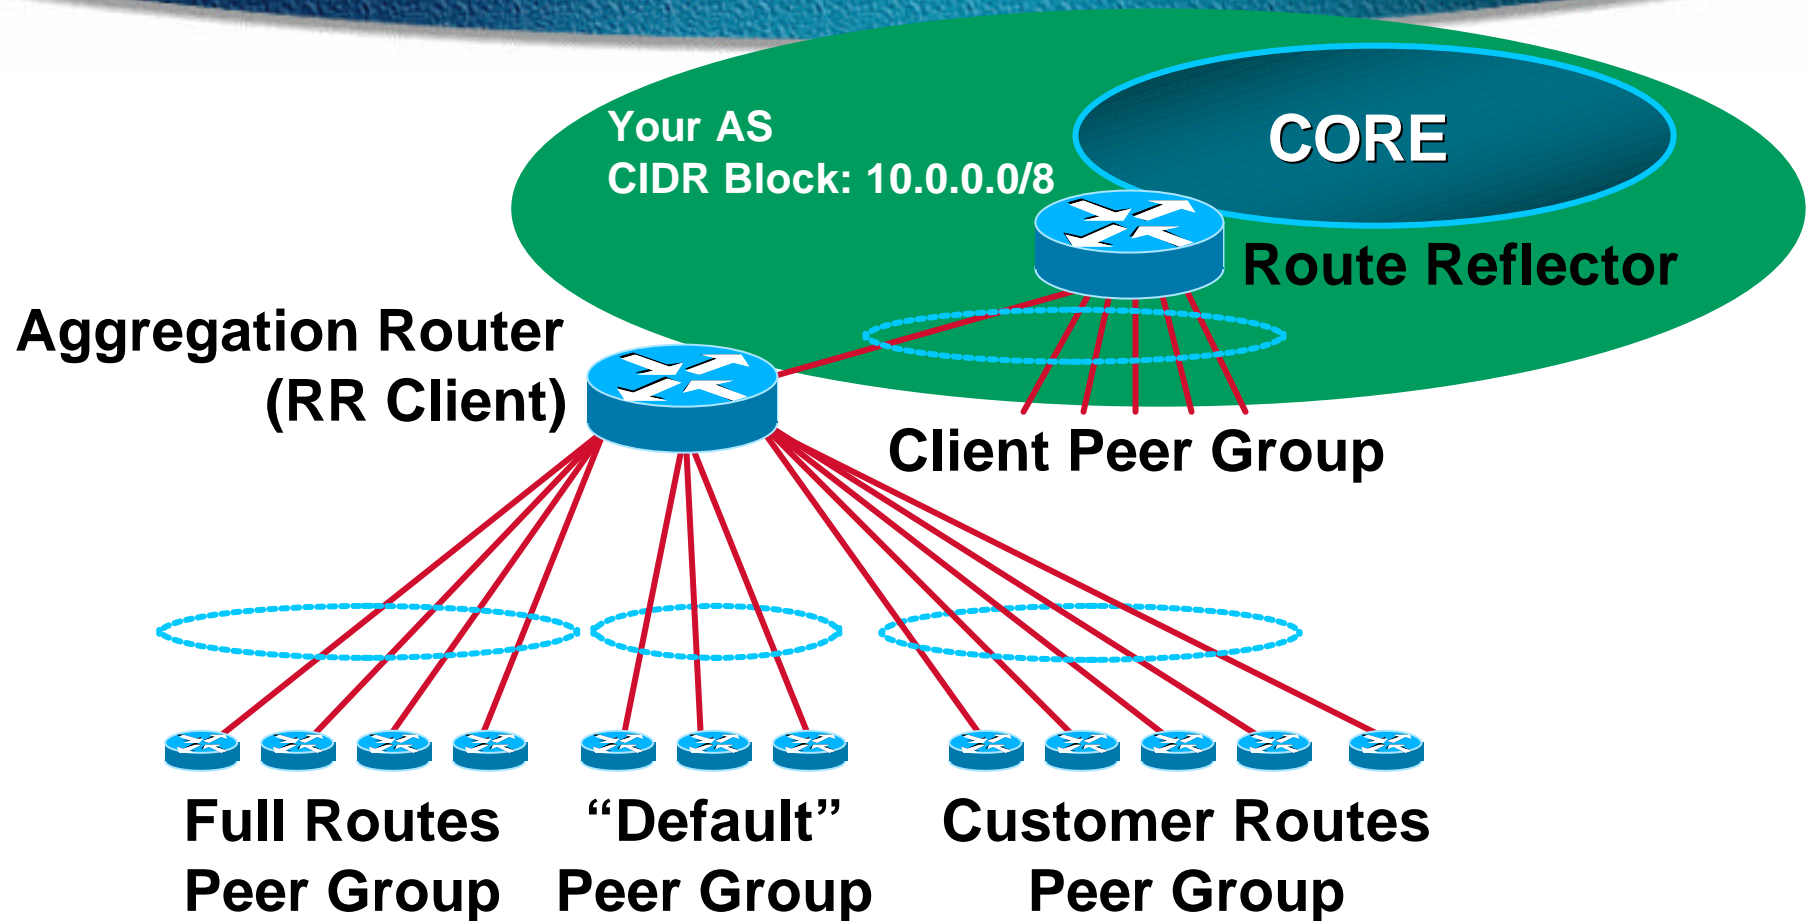 Your AS
CIDR Block: 10.0.0.0/8
CORE
Route Reflector
Aggregation Router
(RR Client)
Client Peer Group
Full Routes
Peer Group
“Default”
Peer Group
Customer Routes
Peer Group